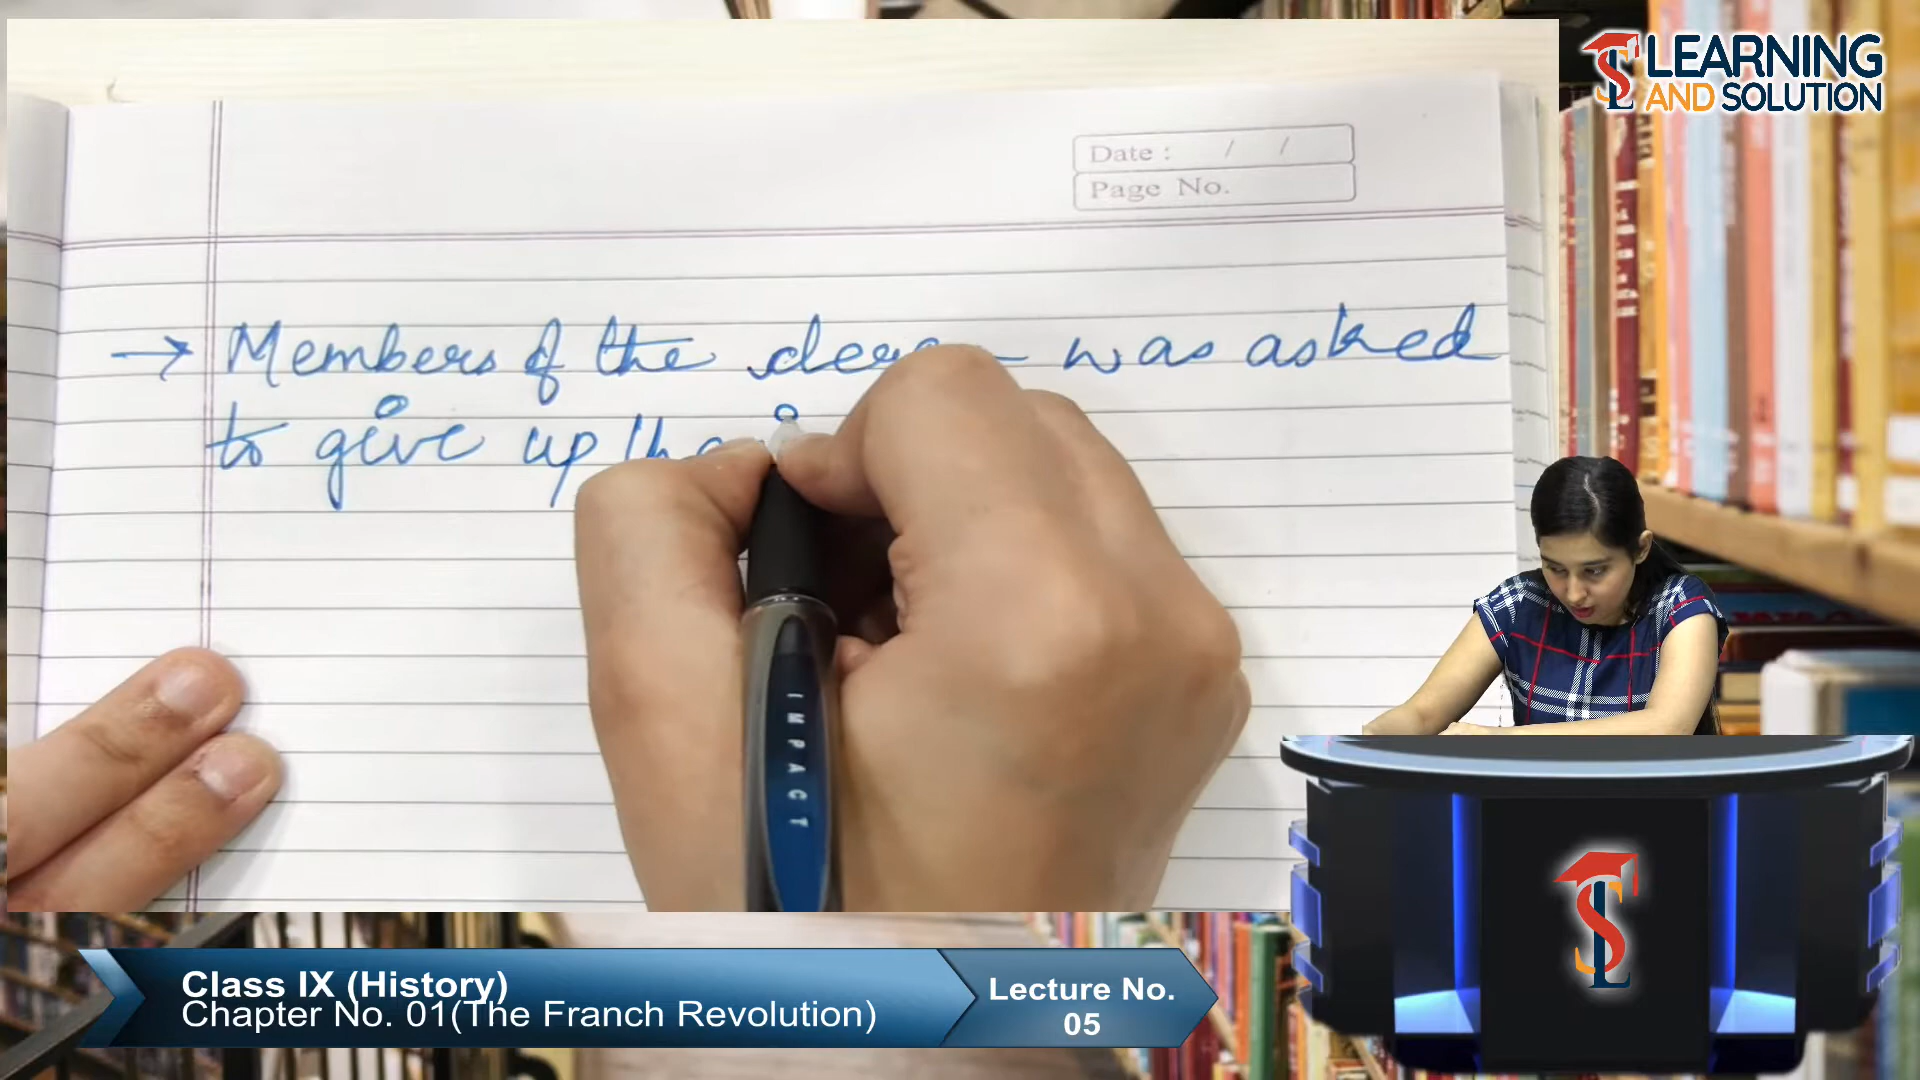 LEARNING
AND SOLUTION
Date : / /
Page No.
→ Members of the was asked
to give up
IMPACT
Class IX (History)
Chapter No. 01(The Franch Revolution)
Lecture No.
05